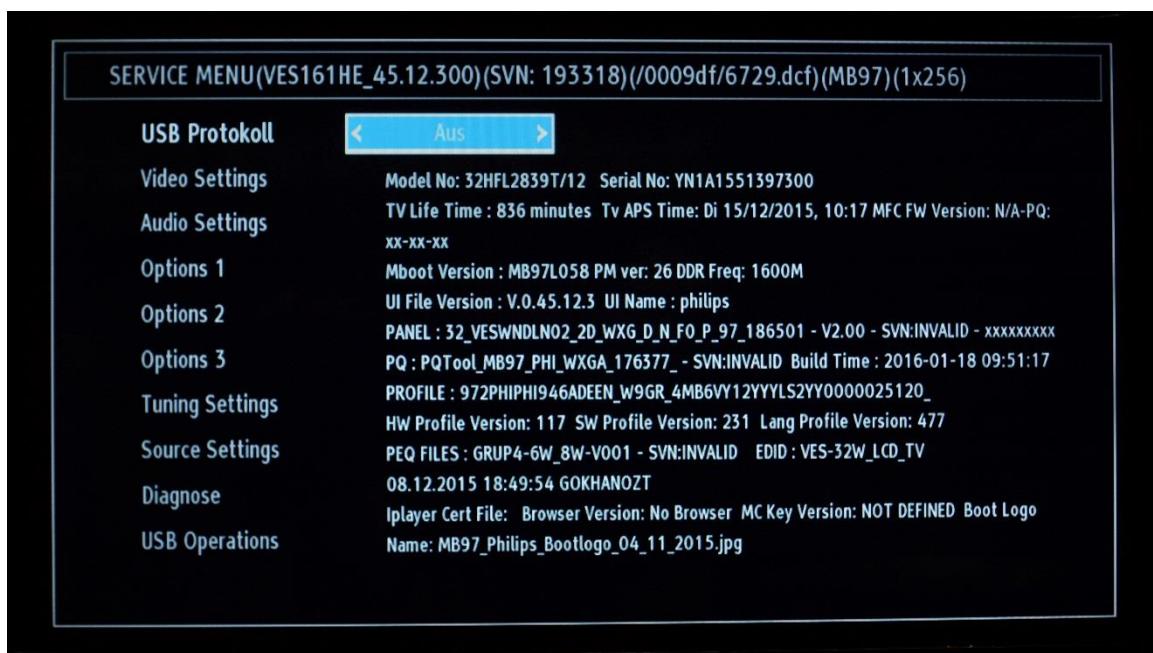 SERVICE MENU(VES161HE_45.12.300)(SVN: 193318)(/0009df/6729.dcf)(MB97)(1x256)
USB Protokoll < Aus >
Video Settings
Audio Settings
Options 1
Options 2
Options 3
Tuning Settings
Source Settings
Diagnose
USB Operations
Model No: 32HFL2839T/12 Serial No: YN1A1551397300
TV Life Time : 836 minutes Tv APS Time: Di 15/12/2015, 10:17 MFC FW Version: N/A-PQ:
xx-xx-xx
Mboot Version : MB97L058 PM ver: 26 DDR Freq: 1600M
UI File Version : V.0.45.12.3 UI Name : philips
PANEL : 32_VESWNDLN02_2D_WXG_D_N_F0_P_97_186501 - V2.00 - SVN:INVALID - xxxxxxxxx
PQ : PQTool_MB97_PHI_WXGA_176377_ - SVN:INVALID Build Time : 2016-01-18 09:51:17
PROFILE : 972PHIPHI946ADEEN_W9GR_4MB6VY12YYYLS2YY0000025120_
HW Profile Version: 117 SW Profile Version: 231 Lang Profile Version: 477
PEQ FILES : GRUP4-6W_8W-V001 - SVN:INVALID EDID : VES-32W_LCD_TV
08.12.2015 18:49:54 GOKHANOZT
Iplayer Cert File: Browser Version: No Browser MC Key Version: NOT DEFINED Boot Logo
Name: MB97_Philips_Bootlogo_04_11_2015.jpg